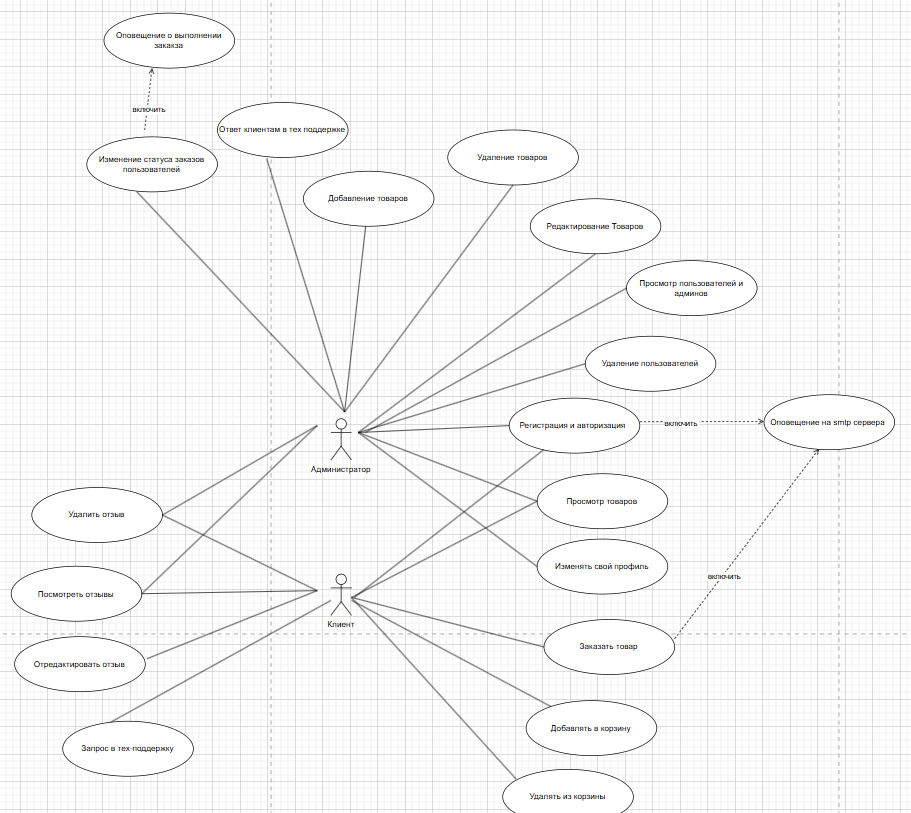 Оповещение о выполнении
закакза
включить
Ответ клиентам в тех поддержке
Изменение статуса заказов
пользователей
Удаление товаров
Добавление товаров
Редактирование Товаров
Просмотр пользователей и
админов
Удаление пользователей
Регистрация и авторизация
включить
Оповещение на smtp сервера
Администратор
Просмотр товаров
Удалить отзыв
Изменять свой профиль
включить
Посмотреть отзывы
Клиент
Заказать товар
Отредактировать отзыв
Добавлять в корзину
Запрос в тех-поддержку
Удалять из корзины